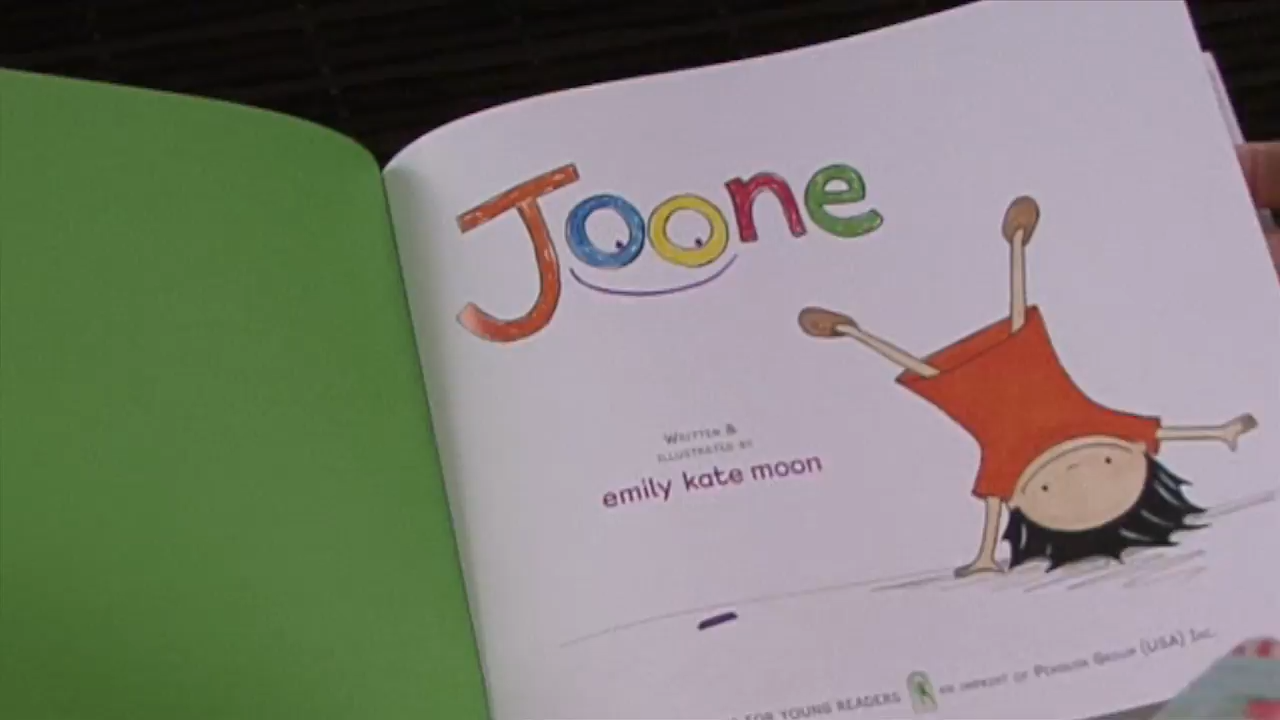 Joone
WRITTEN &
ILLUSTRATED BY
emily kate moon
FOR YOUNG READERS AN IMPRINT OF PENGUIN GROUP (USA) INC.